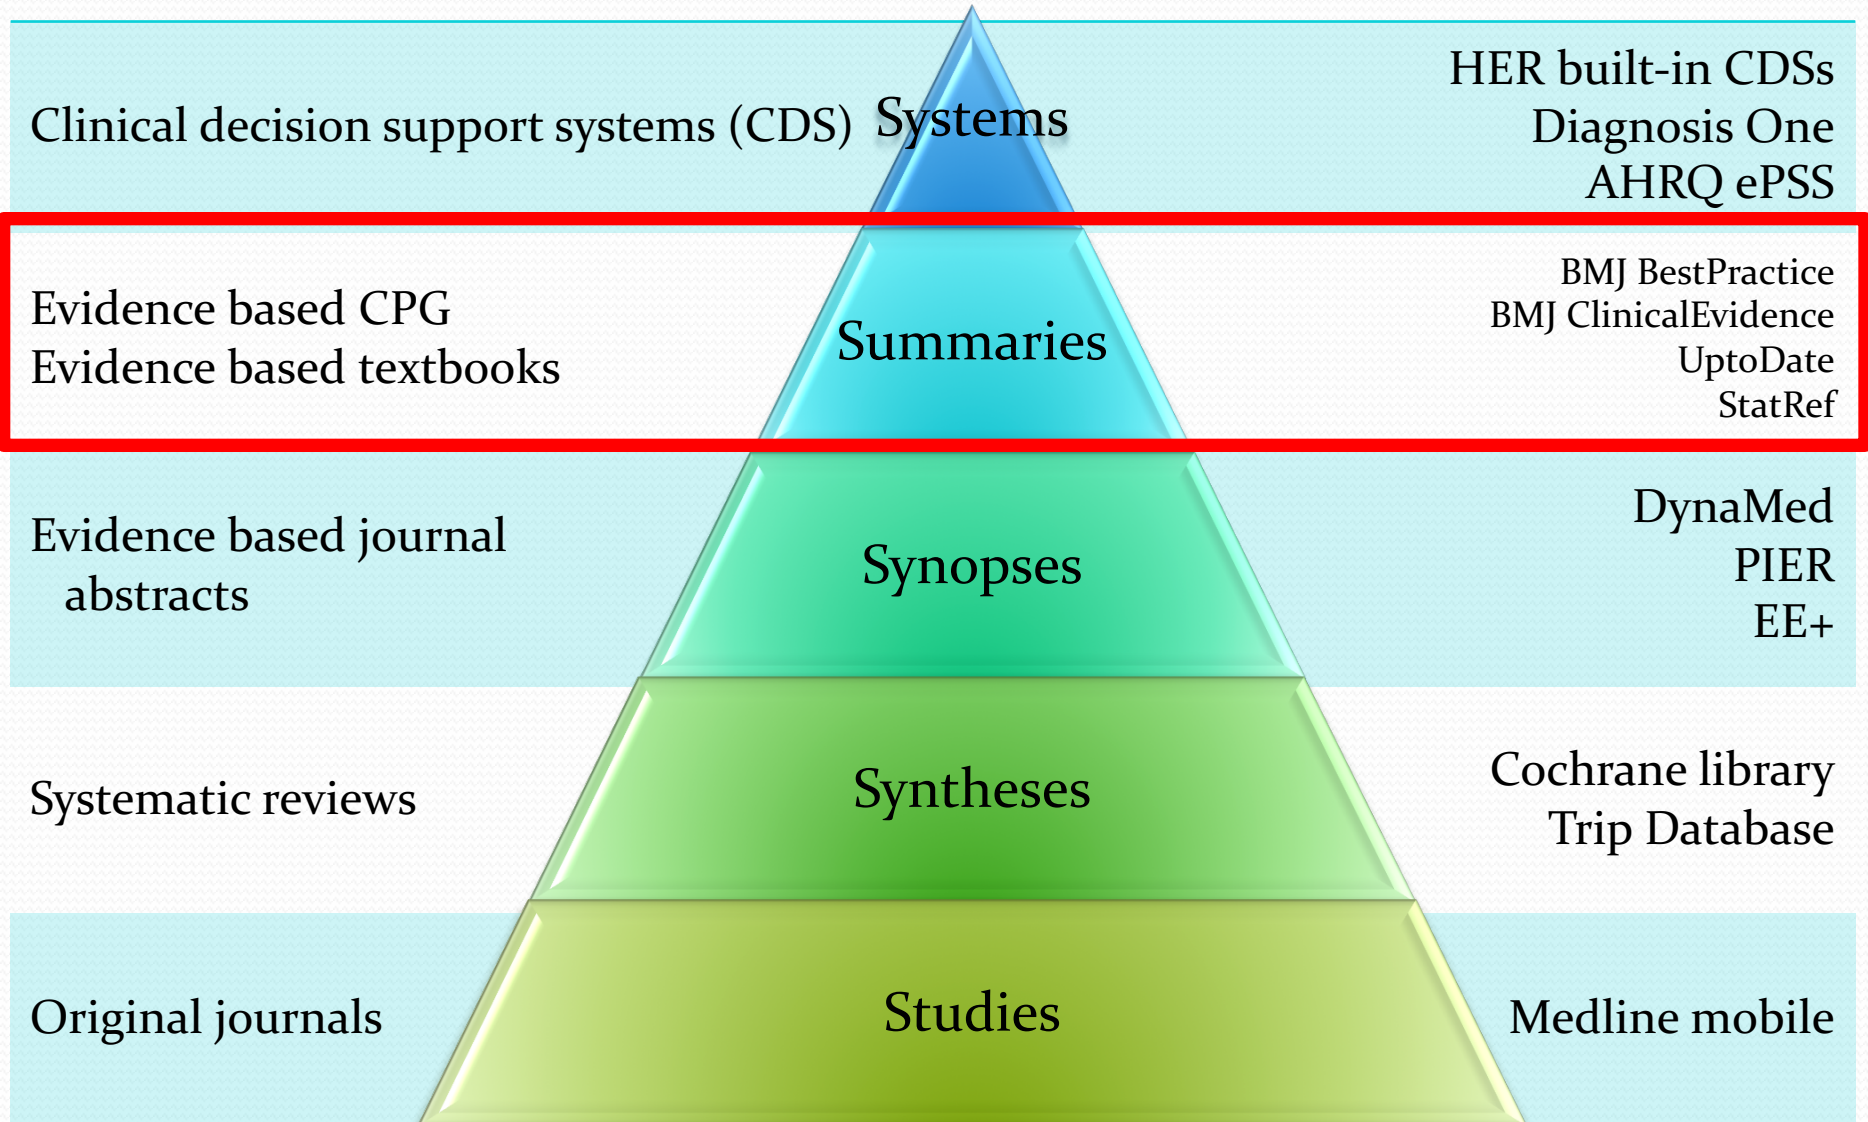 Clinical decision support systems (CDS)
Systems
HER built-in CDSs
Diagnosis One
AHRQ ePSS
Evidence based CPG
Evidence based textbooks
Summaries
BMJ BestPractice
BMJ ClinicalEvidence
UptoDate
StatRef
Evidence based journal
abstracts
Synopses
DynaMed
PIER
EE+
Systematic reviews
Syntheses
Cochrane library
Trip Database
Original journals
Studies
Medline mobile